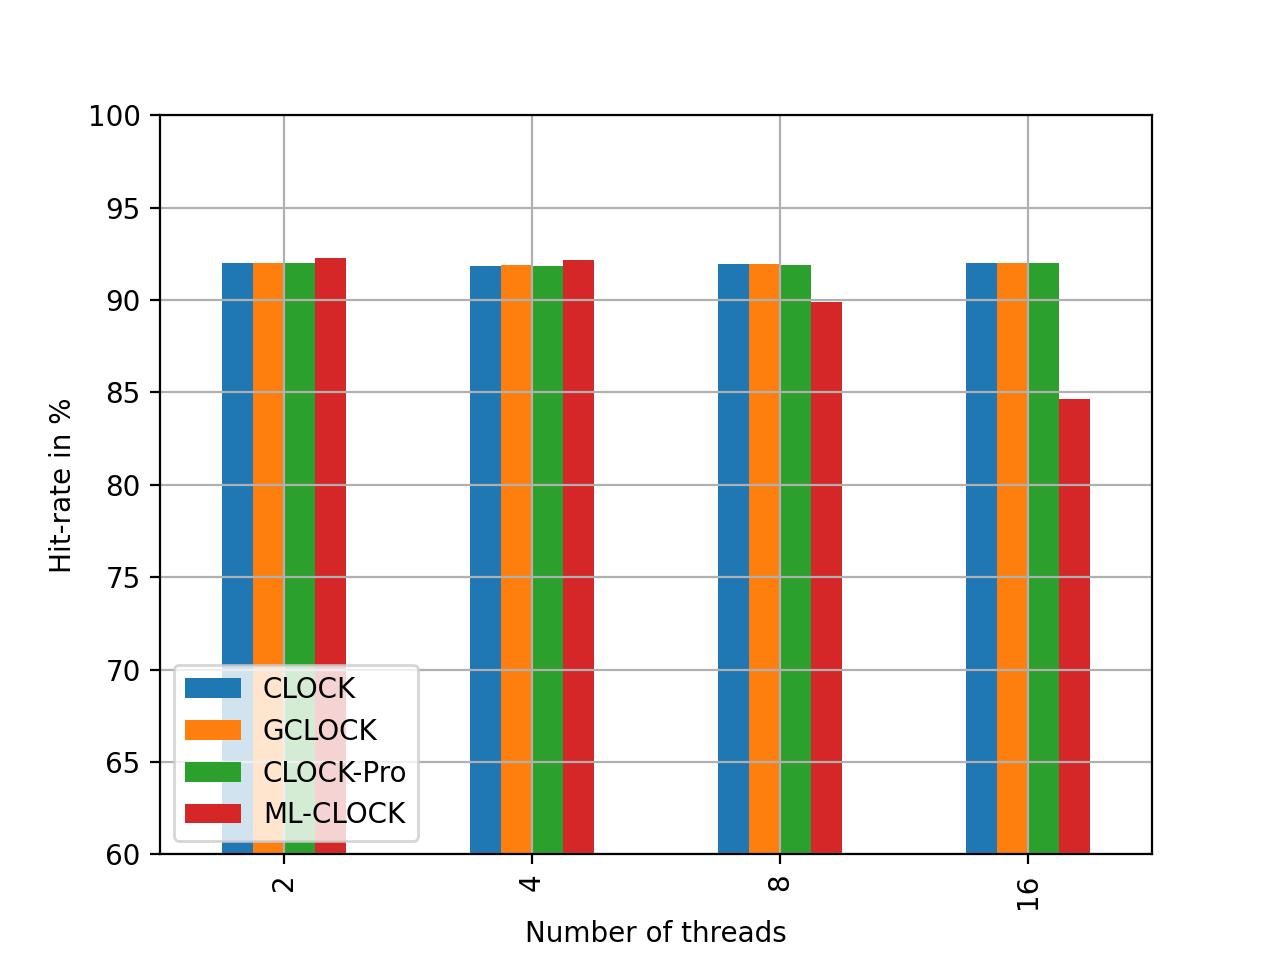 100
95
90
85
80
75
70
65
60
Hit-rate in %
CLOCK
GCLOCK
CLOCK-Pro
ML-CLOCK
2
4
8
16
Number of threads